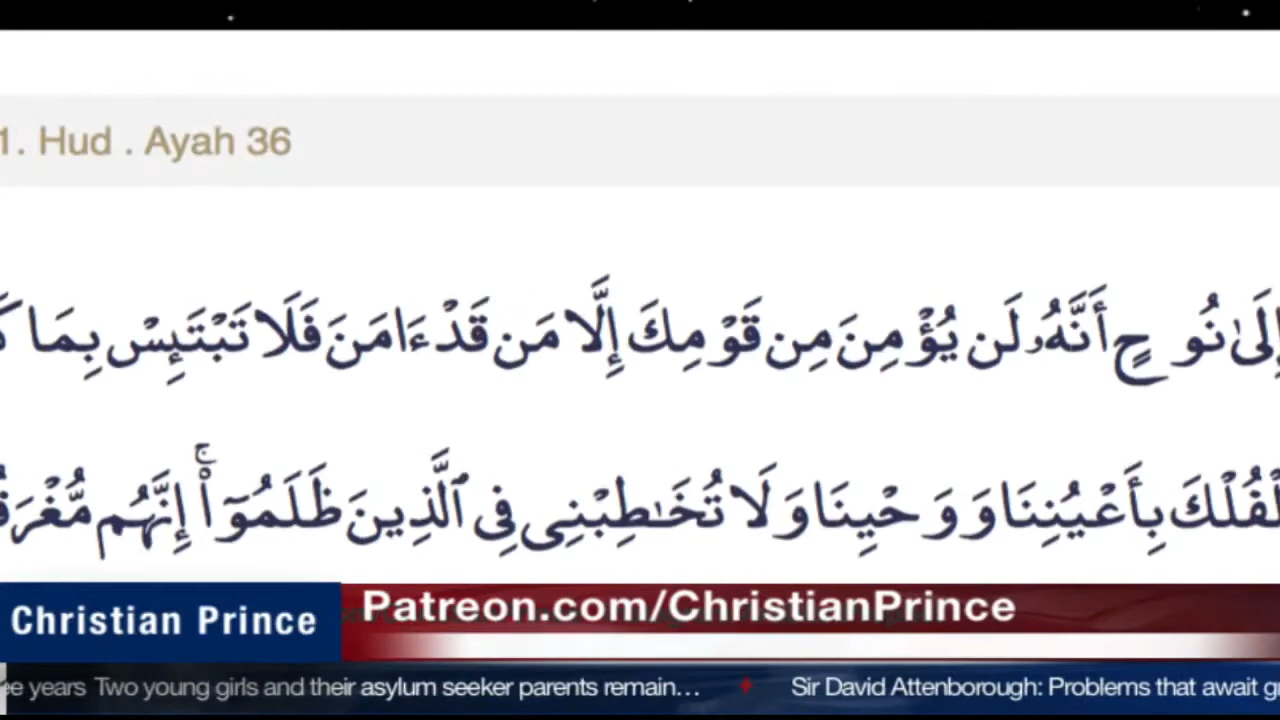 1. Hud . Ayah 36
إِلَىٰ نُوحٍ أَنَّهُۥ لَن يُؤْمِنَ مِن قَوْمِكَ إِلَّا مَن قَدْ ءَامَنَ فَلَا تَبْتَئِسْ بِمَا
ٱلْفُلْكَ بِأَعْيُنِنَا وَوَحْيِنَا وَلَا تُخَـٰطِبْنِى فِى ٱلَّذِينَ ظَلَمُوٓا۟ ۚ إِنَّهُم
Christian Prince
Patreon.com/ChristianPrince
ee years Two young girls and their asylum seeker parents remain… Sir David Attenborough: Problems that await